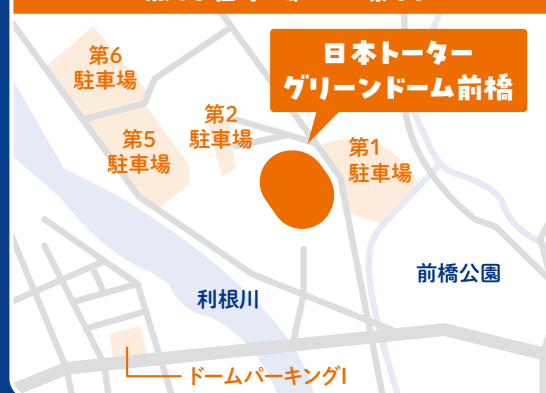 第6
駐車場
日本トーター
グリーンドーム前橋
第2
駐車場
第5
駐車場
第1
駐車場
前橋公園
利根川
ドームパーキングI